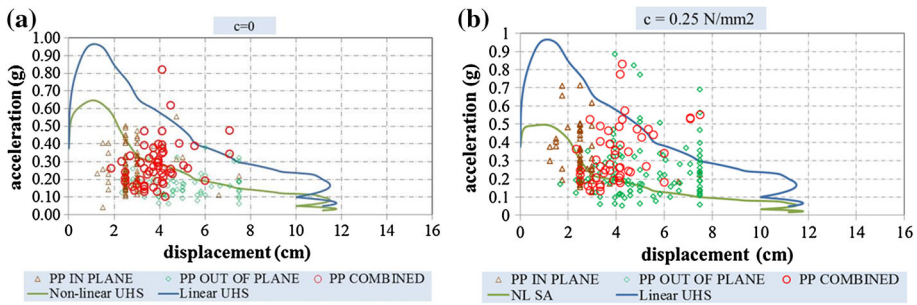 (a)
c=0
1.00
0.90
0.80
0.70
0.60
0.50
0.40
0.30
0.20
0.10
0.00
acceleration (g)
0 2 4 6 8 10 12 14 16
displacement (cm)
PP IN PLANE PP OUT OF PLANE PP COMBINED
Non-linear UHS Linear UHS
(b)
c = 0.25 N/mm2
1
0.9
0.8
0.7
0.6
0.5
0.4
0.3
0.2
0.1
0
acceleration (g)
0 2 4 6 8 10 12 14 16
displacement (cm)
PP IN PLANE PP OUT OF PLANE PP COMBINED
NL SA Linear UHS